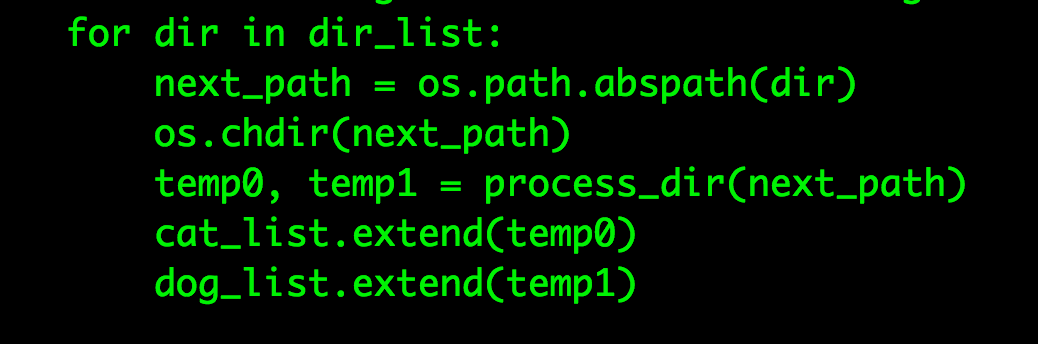 for dir in dir_list:
    next_path = os.path.abspath(dir)
    os.chdir(next_path)
    temp0, temp1 = process_dir(next_path)
    cat_list.extend(temp0)
    dog_list.extend(temp1)